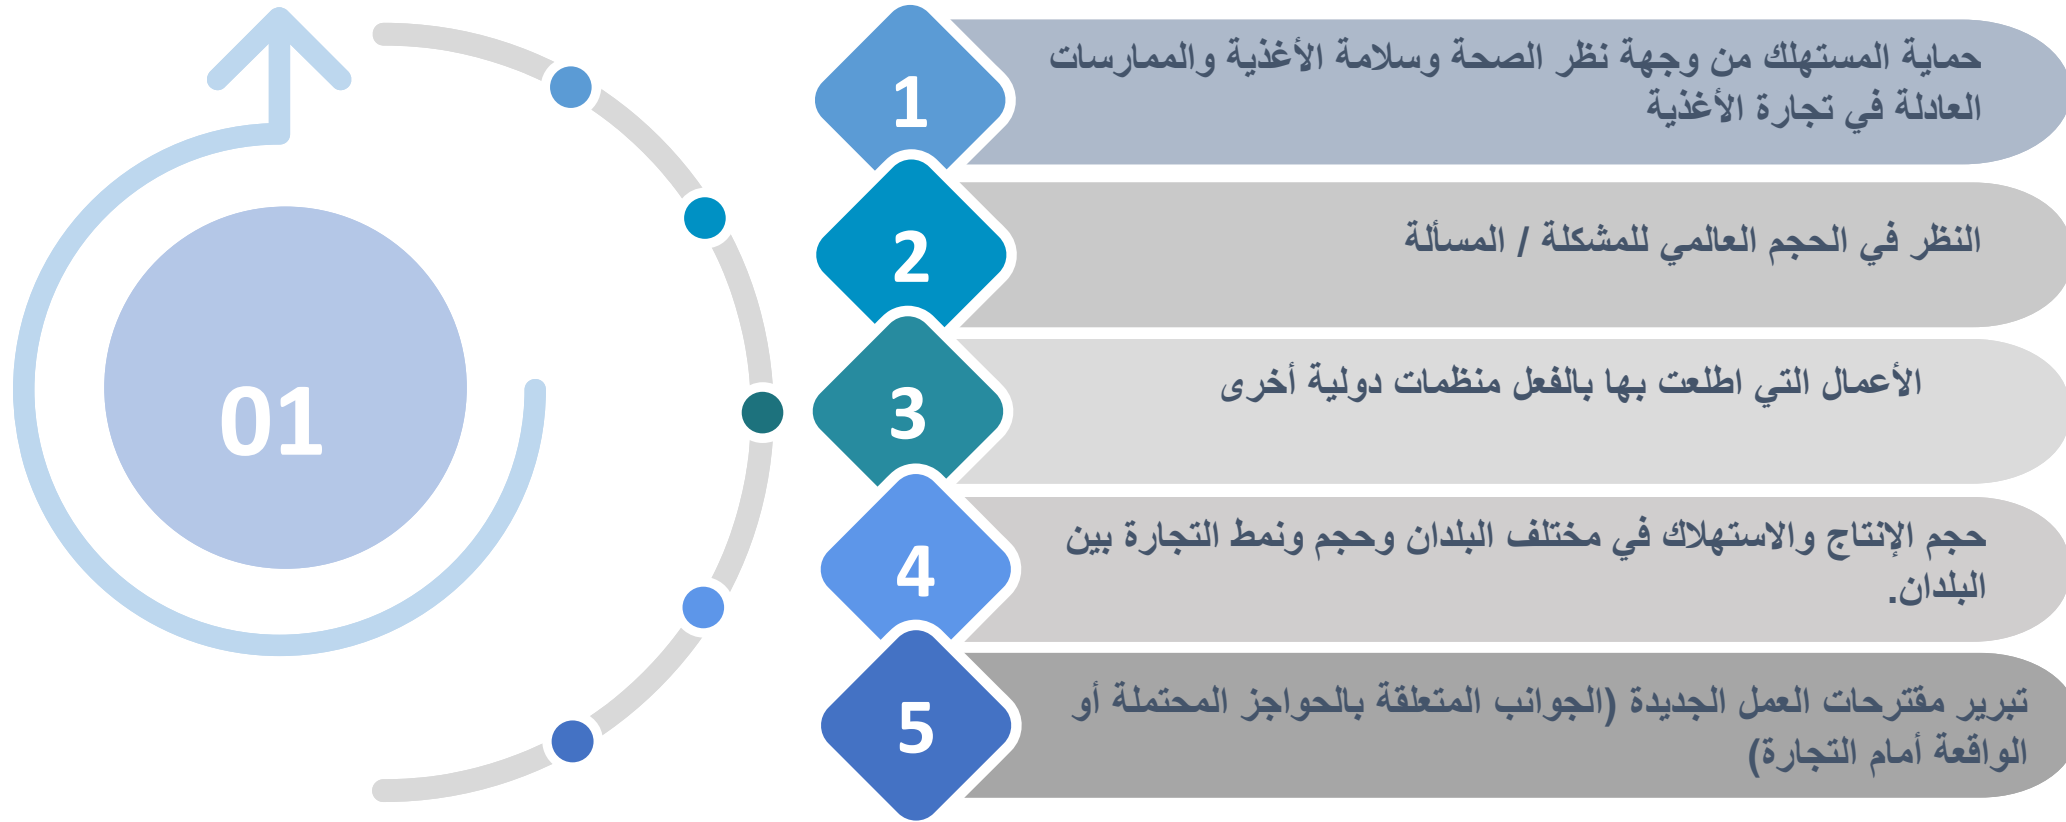 01
1
حماية المستهلك من وجهة نظر الصحة وسلامة الأغذية والممارسات
العادلة في تجارة الأغذية
2
النظر في الحجم العالمي للمشكلة / المسألة
3
الأعمال التي اطلعت بها بالفعل منظمات دولية أخرى
4
حجم الإنتاج والاستهلاك في مختلف البلدان وحجم ونمط التجارة بين
البلدان.
5
تبرير مقترحات العمل الجديدة (الجوانب المتعلقة بالحواجز المحتملة أو
الواقعة أمام التجارة)